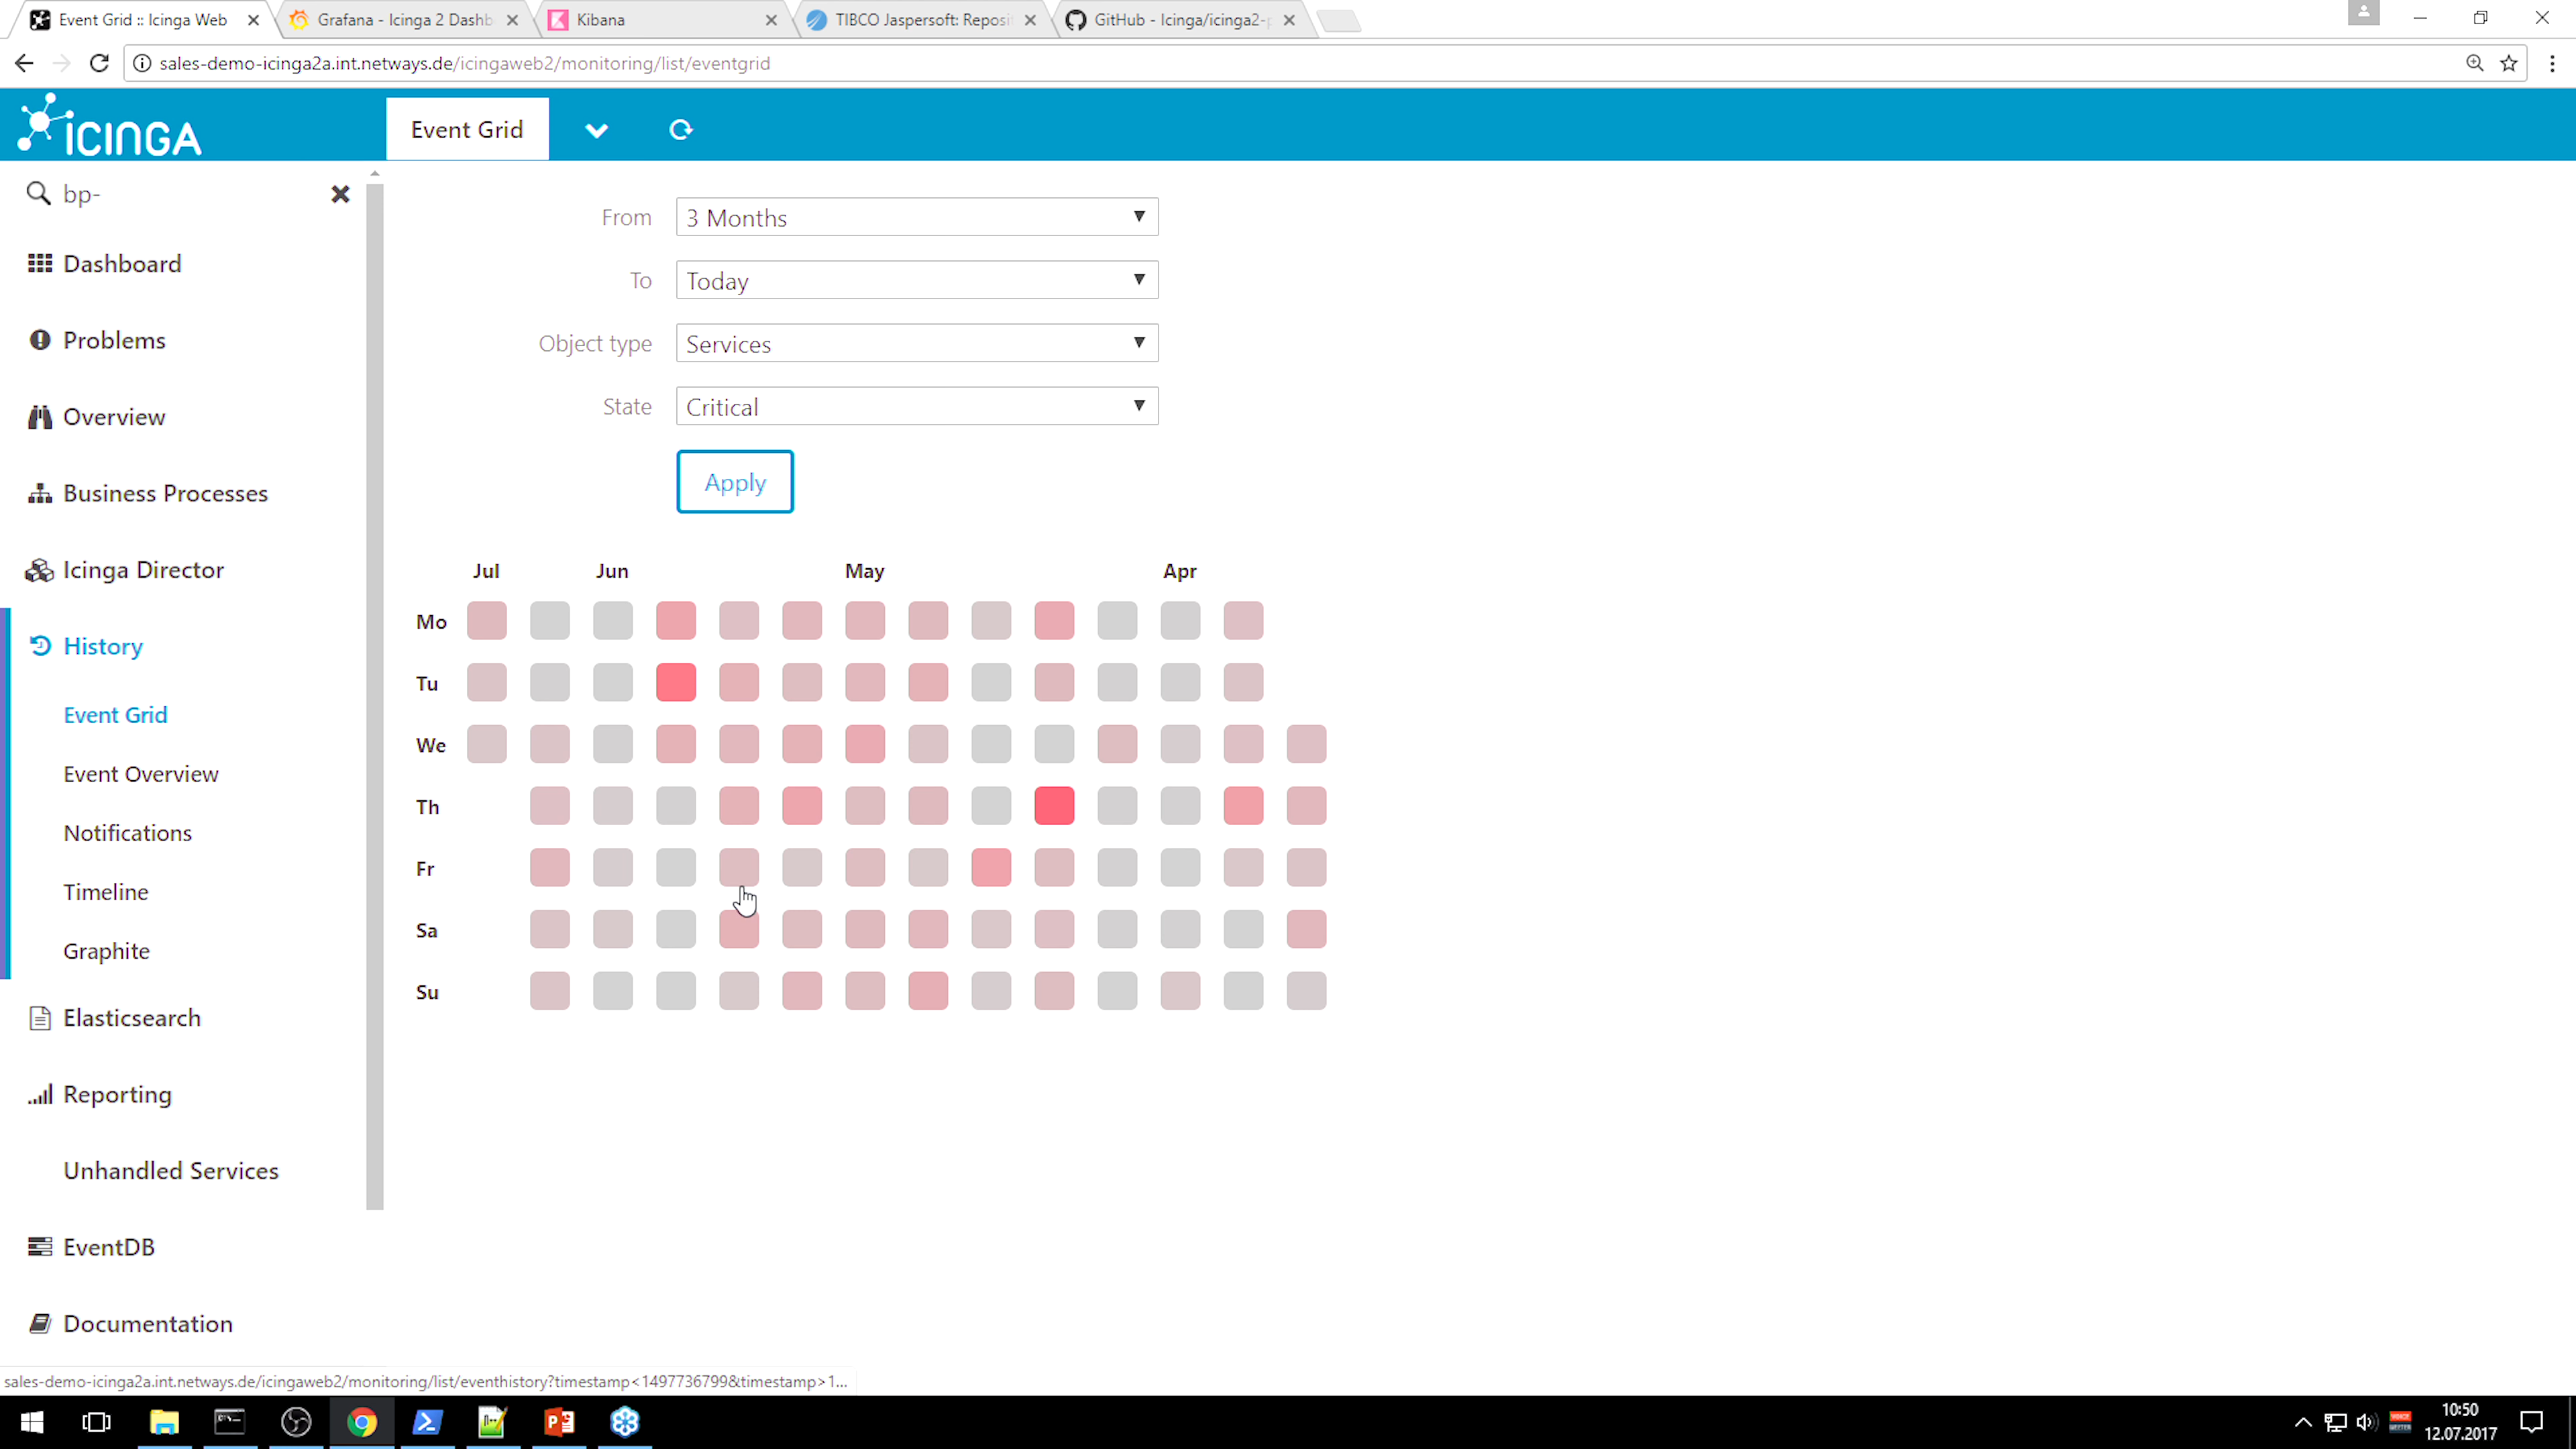 Event Grid :: Icinga Web
Grafana - Icinga 2 Dashb
Kibana
TIBCO Jaspersoft: Reposi
GitHub - Icinga/icinga2-p
sales-demo-icinga2a.int.netways.de/icingaweb2/monitoring/list/eventgrid
ICINGA
Event Grid
bp-
Dashboard
Problems
Overview
Business Processes
Icinga Director
History
Event Grid
Event Overview
Notifications
Timeline
Graphite
Elasticsearch
Reporting
Unhandled Services
EventDB
Documentation
From 3 Months
To Today
Object type Services
State Critical
Apply
Jul Jun May Apr
Mo
Tu
We
Th
Fr
Sa
Su
sales-demo-icinga2a.int.netways.de/icingaweb2/monitoring/list/eventhistory?timestamp<1497736799&timestamp>1...
10:50
12.07.2017